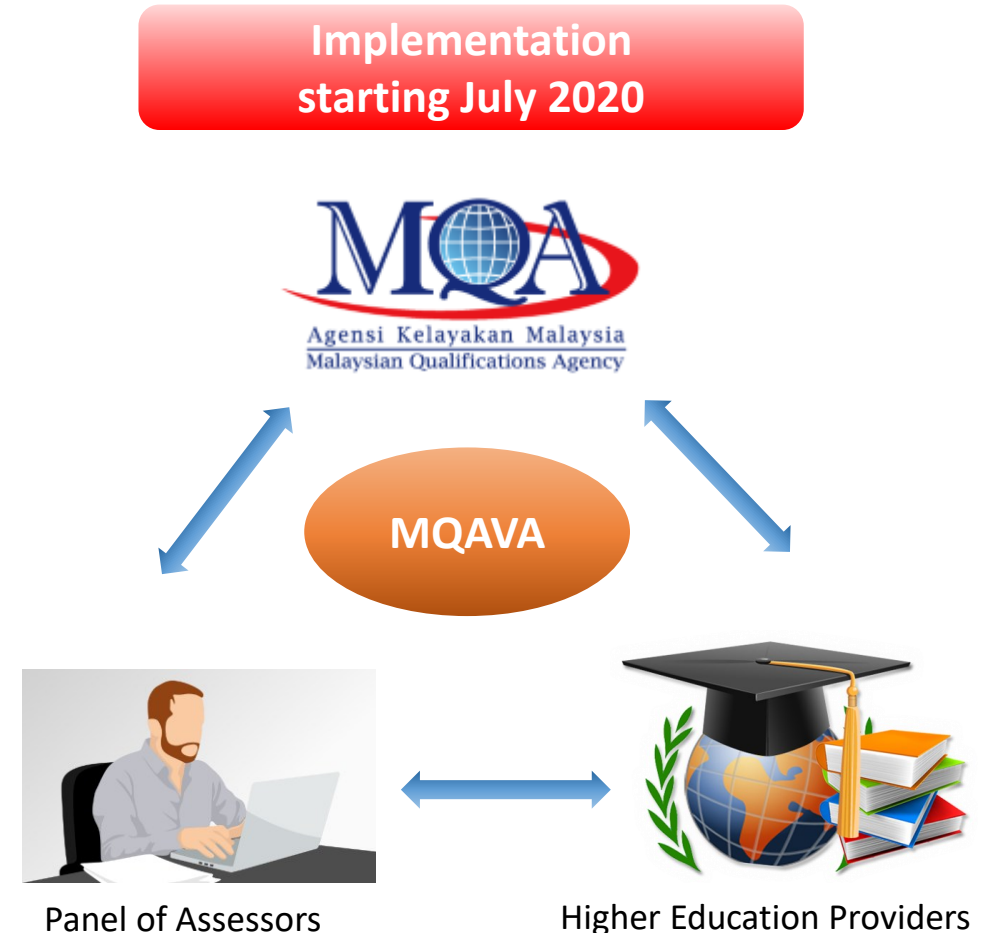 Implementation
starting July 2020
MQA
Agensi Kelayakan Malaysia
Malaysian Qualifications Agency
MQAVA
Panel of Assessors
Higher Education Providers